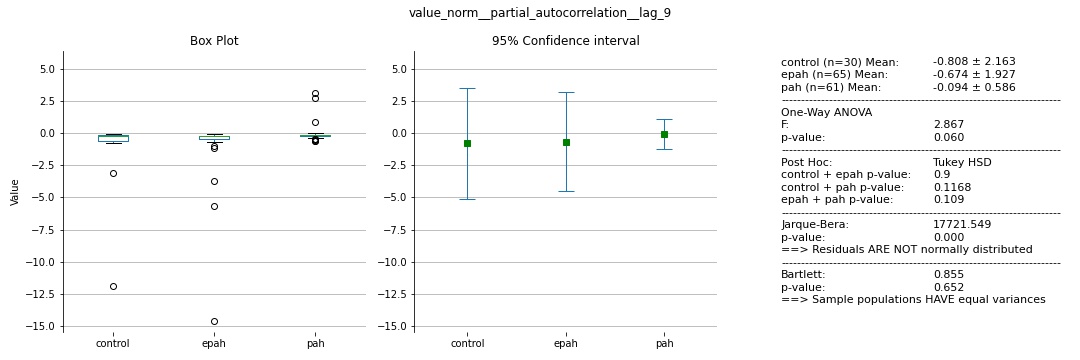 value_norm__partial_autocorrelation__lag_9
Box Plot
Value
5.0
2.5
0.0
−2.5
−5.0
−7.5
−10.0
−12.5
−15.0
control
epah
pah
95% Confidence interval
5.0
2.5
0.0
−2.5
−5.0
−7.5
−10.0
−12.5
−15.0
control
epah
pah
control (n=30) Mean: -0.808 ± 2.163
epah (n=65) Mean: -0.674 ± 1.927
pah (n=61) Mean: -0.094 ± 0.586
One-Way ANOVA
F: 2.867
p-value: 0.060
Post Hoc: Tukey HSD
control + epah p-value: 0.9
control + pah p-value: 0.1168
epah + pah p-value: 0.109
Jarque-Bera: 17721.549
p-value: 0.000
==> Residuals ARE NOT normally distributed
Bartlett: 0.855
p-value: 0.652
==> Sample populations HAVE equal variances